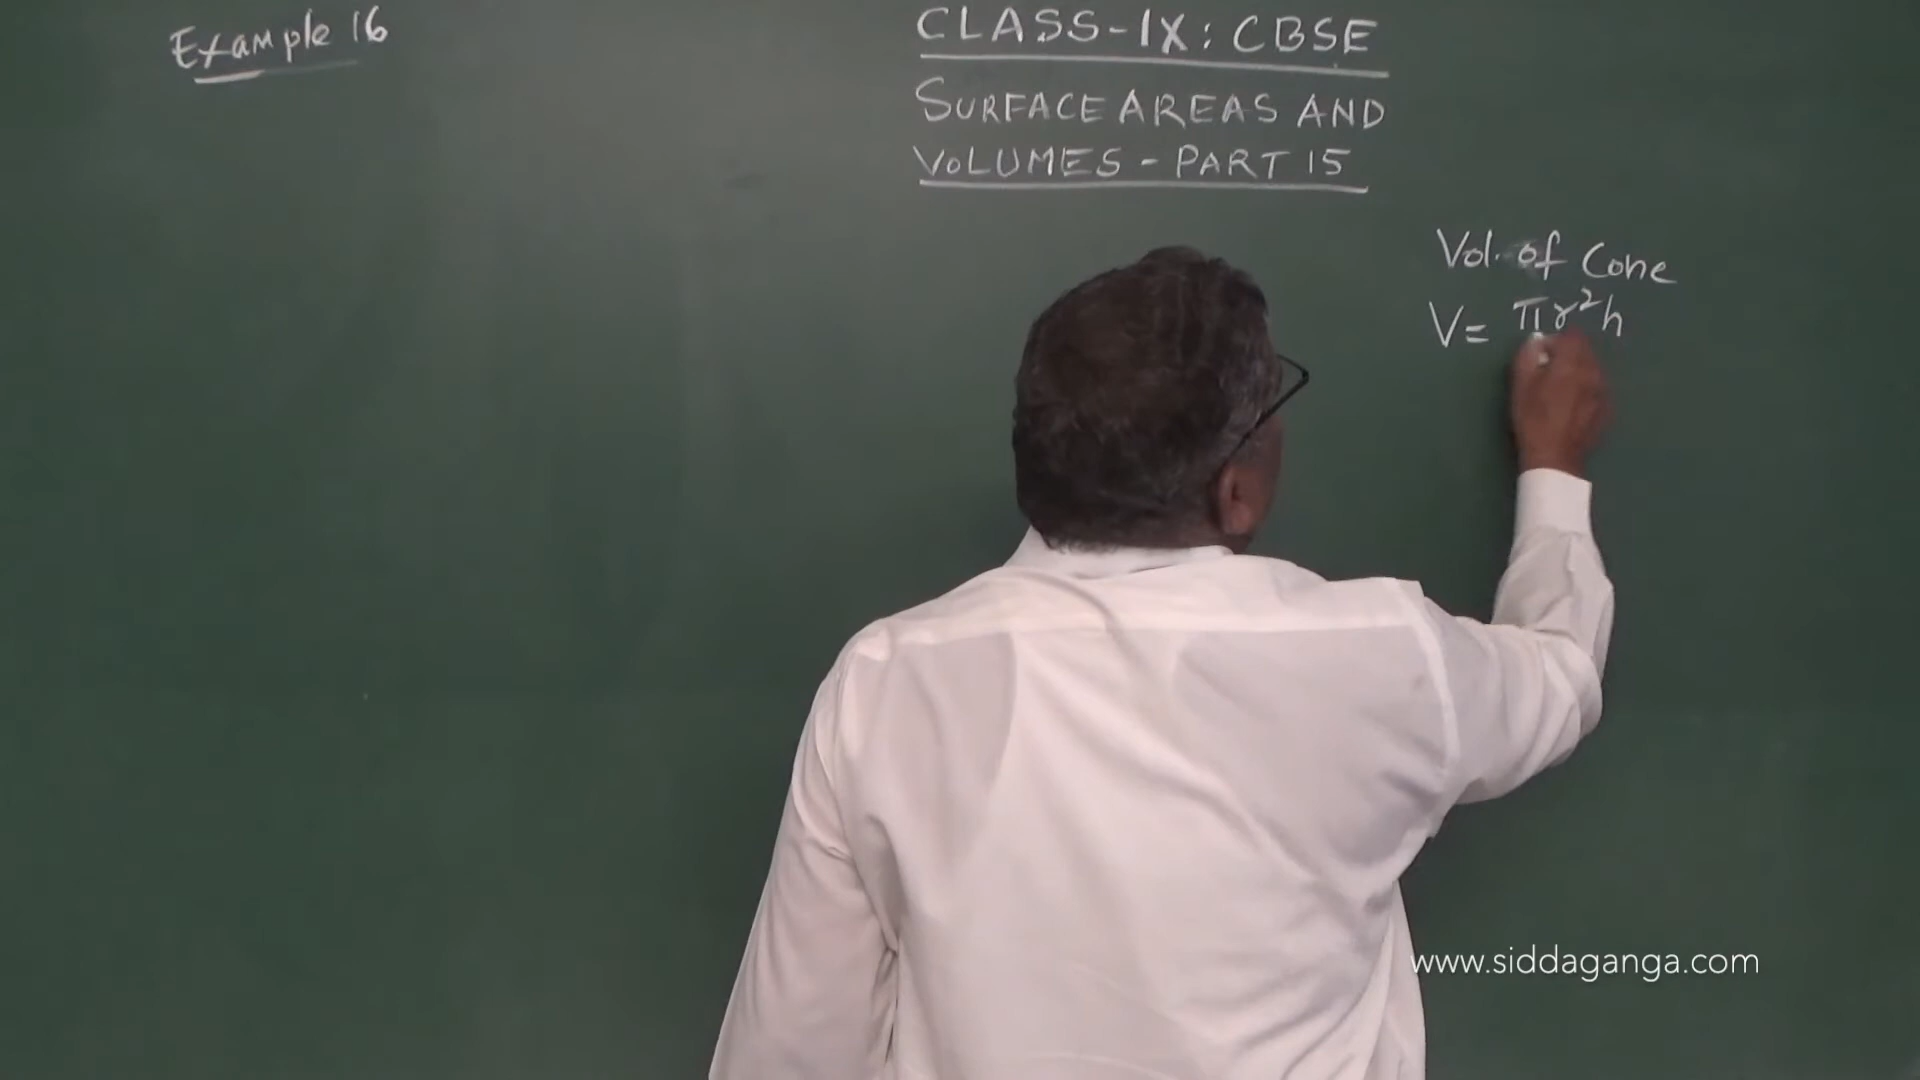 Example 16
CLASS-IX: CBSE
SURFACE AREAS AND
VOLUMES - PART 15
Vol. of Cone
V= πr²h
www.siddaganga.com